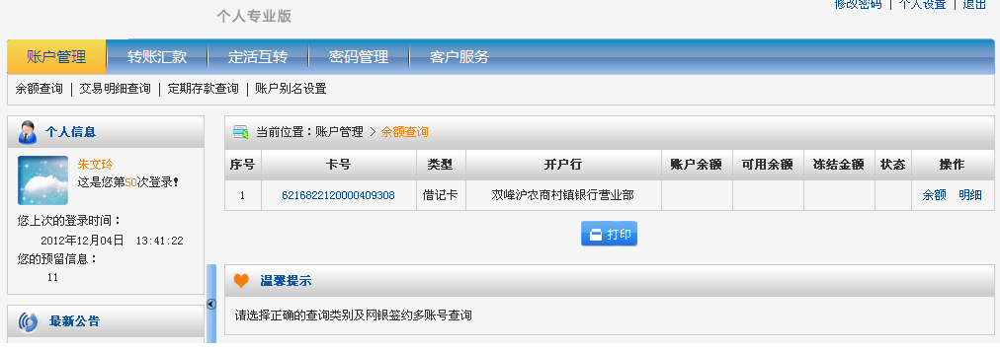 修改密码 | 个人设置 | 退出
个人专业版
账户管理 转账汇款 定活互转 密码管理 客户服务
余额查询 | 交易明细查询 | 定期存款查询 | 账户别名设置
个人信息
朱文玲
这是您第50次登录!
您上次的登录时间：
2012年12月04日 13:41:22
您的预留信息：
11
最新公告
当前位置：账户管理 > 余额查询
序号 卡号 类型 开户行 账户余额 可用余额 冻结金额 状态 操作
1 6216822120000409308 借记卡 双峰沪农商村镇银行营业部 余额 明细
打印
温馨提示
请选择正确的查询类别及网银签约多账号查询